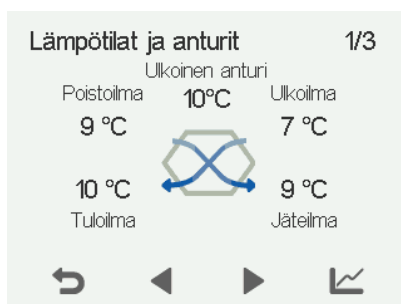 Lämpötilat ja anturit 1/3
Ulkoinen anturi
Poistoilma 10°C Ulkoilma
9 °C 7 °C
10 °C 9 °C
Tuloilma Jäteilma